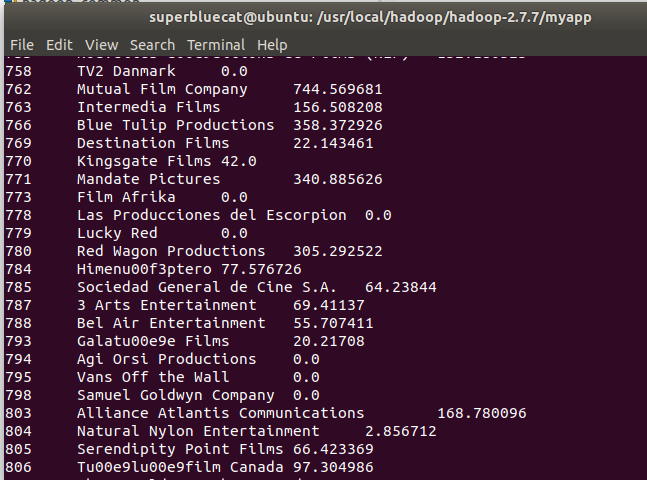 superbluecat@ubuntu: /usr/local/hadoop/hadoop-2.7.7/myapp
File Edit View Search Terminal Help
758 TV2 Danmark 0.0
762 Mutual Film Company 744.569681
763 Intermedia Films 156.508208
766 Blue Tulip Productions 358.372926
769 Destination Films 22.143461
770 Kingsgate Films 42.0
771 Mandate Pictures 340.885626
773 Film Afrika 0.0
778 Las Producciones del Escorpion 0.0
779 Lucky Red 0.0
780 Red Wagon Productions 305.292522
784 Himenu00f3ptero 77.576726
785 Sociedad General de Cine S.A. 64.23844
787 3 Arts Entertainment 69.41137
788 Bel Air Entertainment 55.707411
793 Galatu00e9e Films 20.21708
794 Agi Orsi Productions 0.0
795 Vans Off the Wall 0.0
798 Samuel Goldwyn Company 0.0
803 Alliance Atlantis Communications 168.780096
804 Natural Nylon Entertainment 2.856712
805 Serendipity Point Films 66.423369
806 Tu00e9lu00e9film Canada 97.304986